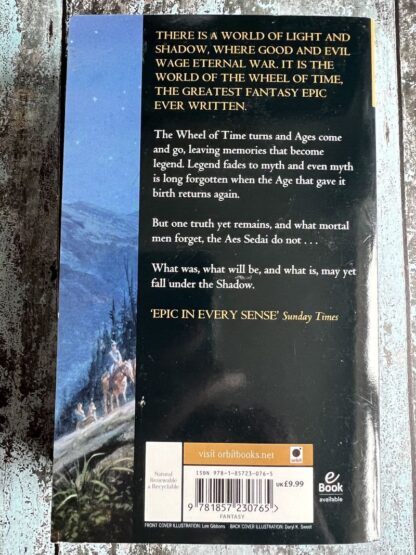 THERE IS A WORLD OF LIGHT AND
SHADOW, WHERE GOOD AND EVIL
WAGE ETERNAL WAR. IT IS THE
WORLD OF THE WHEEL OF TIME,
THE GREATEST FANTASY EPIC
EVER WRITTEN.
The Wheel of Time turns and Ages come
and go, leaving memories that become
legend. Legend fades to myth and even myth
is long forgotten when the Age that gave it
birth returns again.
But one truth yet remains, and what mortal
men forget, the Aes Sedai do not . . .
What was, what will be, and what is, may yet
fall under the Shadow.
‘EPIC IN EVERY SENSE’ Sunday Times
visit orbitbooks.net
orbit
Natural
Renewable
& Recyclable
ISBN 978-1-85723-076-5
9 781857 230765 >
UK £9.99
FANTASY
eBook
available
FRONT COVER ILLUSTRATION: Lee Gibbons BACK COVER ILLUSTRATION: Daryl K. Sweet